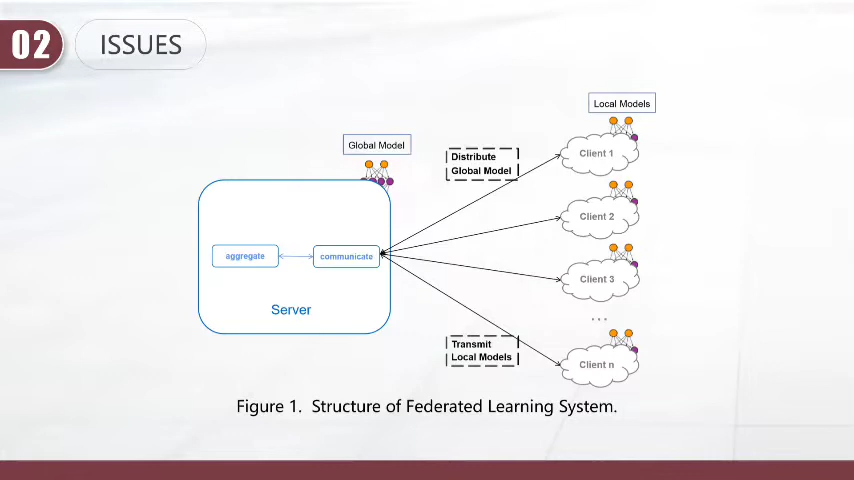 02
ISSUES
Local Models
Global Model
Distribute
Global Model
Client 1
Client 2
aggregate
communicate
Client 3
Server
...
Transmit
Local Models
Client n
Figure 1. Structure of Federated Learning System.